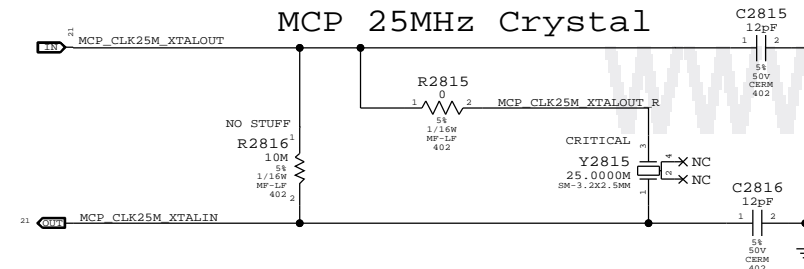 MCP 25MHz Crystal
C2815
12pF
1 2
5%
50V
CERM
402
21
IN
MCP_CLK25M_XTALOUT
R2815
0
1 2
5%
1/16W
MF-LF
402
MCP_CLK25M_XTALOUT_R
NO STUFF
R2816
1
10M
5%
1/16W
MF-LF
402
2
CRITICAL
Y2815
25.0000M
SM-3.2X2.5MM
3
1
4
2
NC
NC
C2816
12pF
1 2
5%
50V
CERM
402
21
OUT
MCP_CLK25M_XTALIN